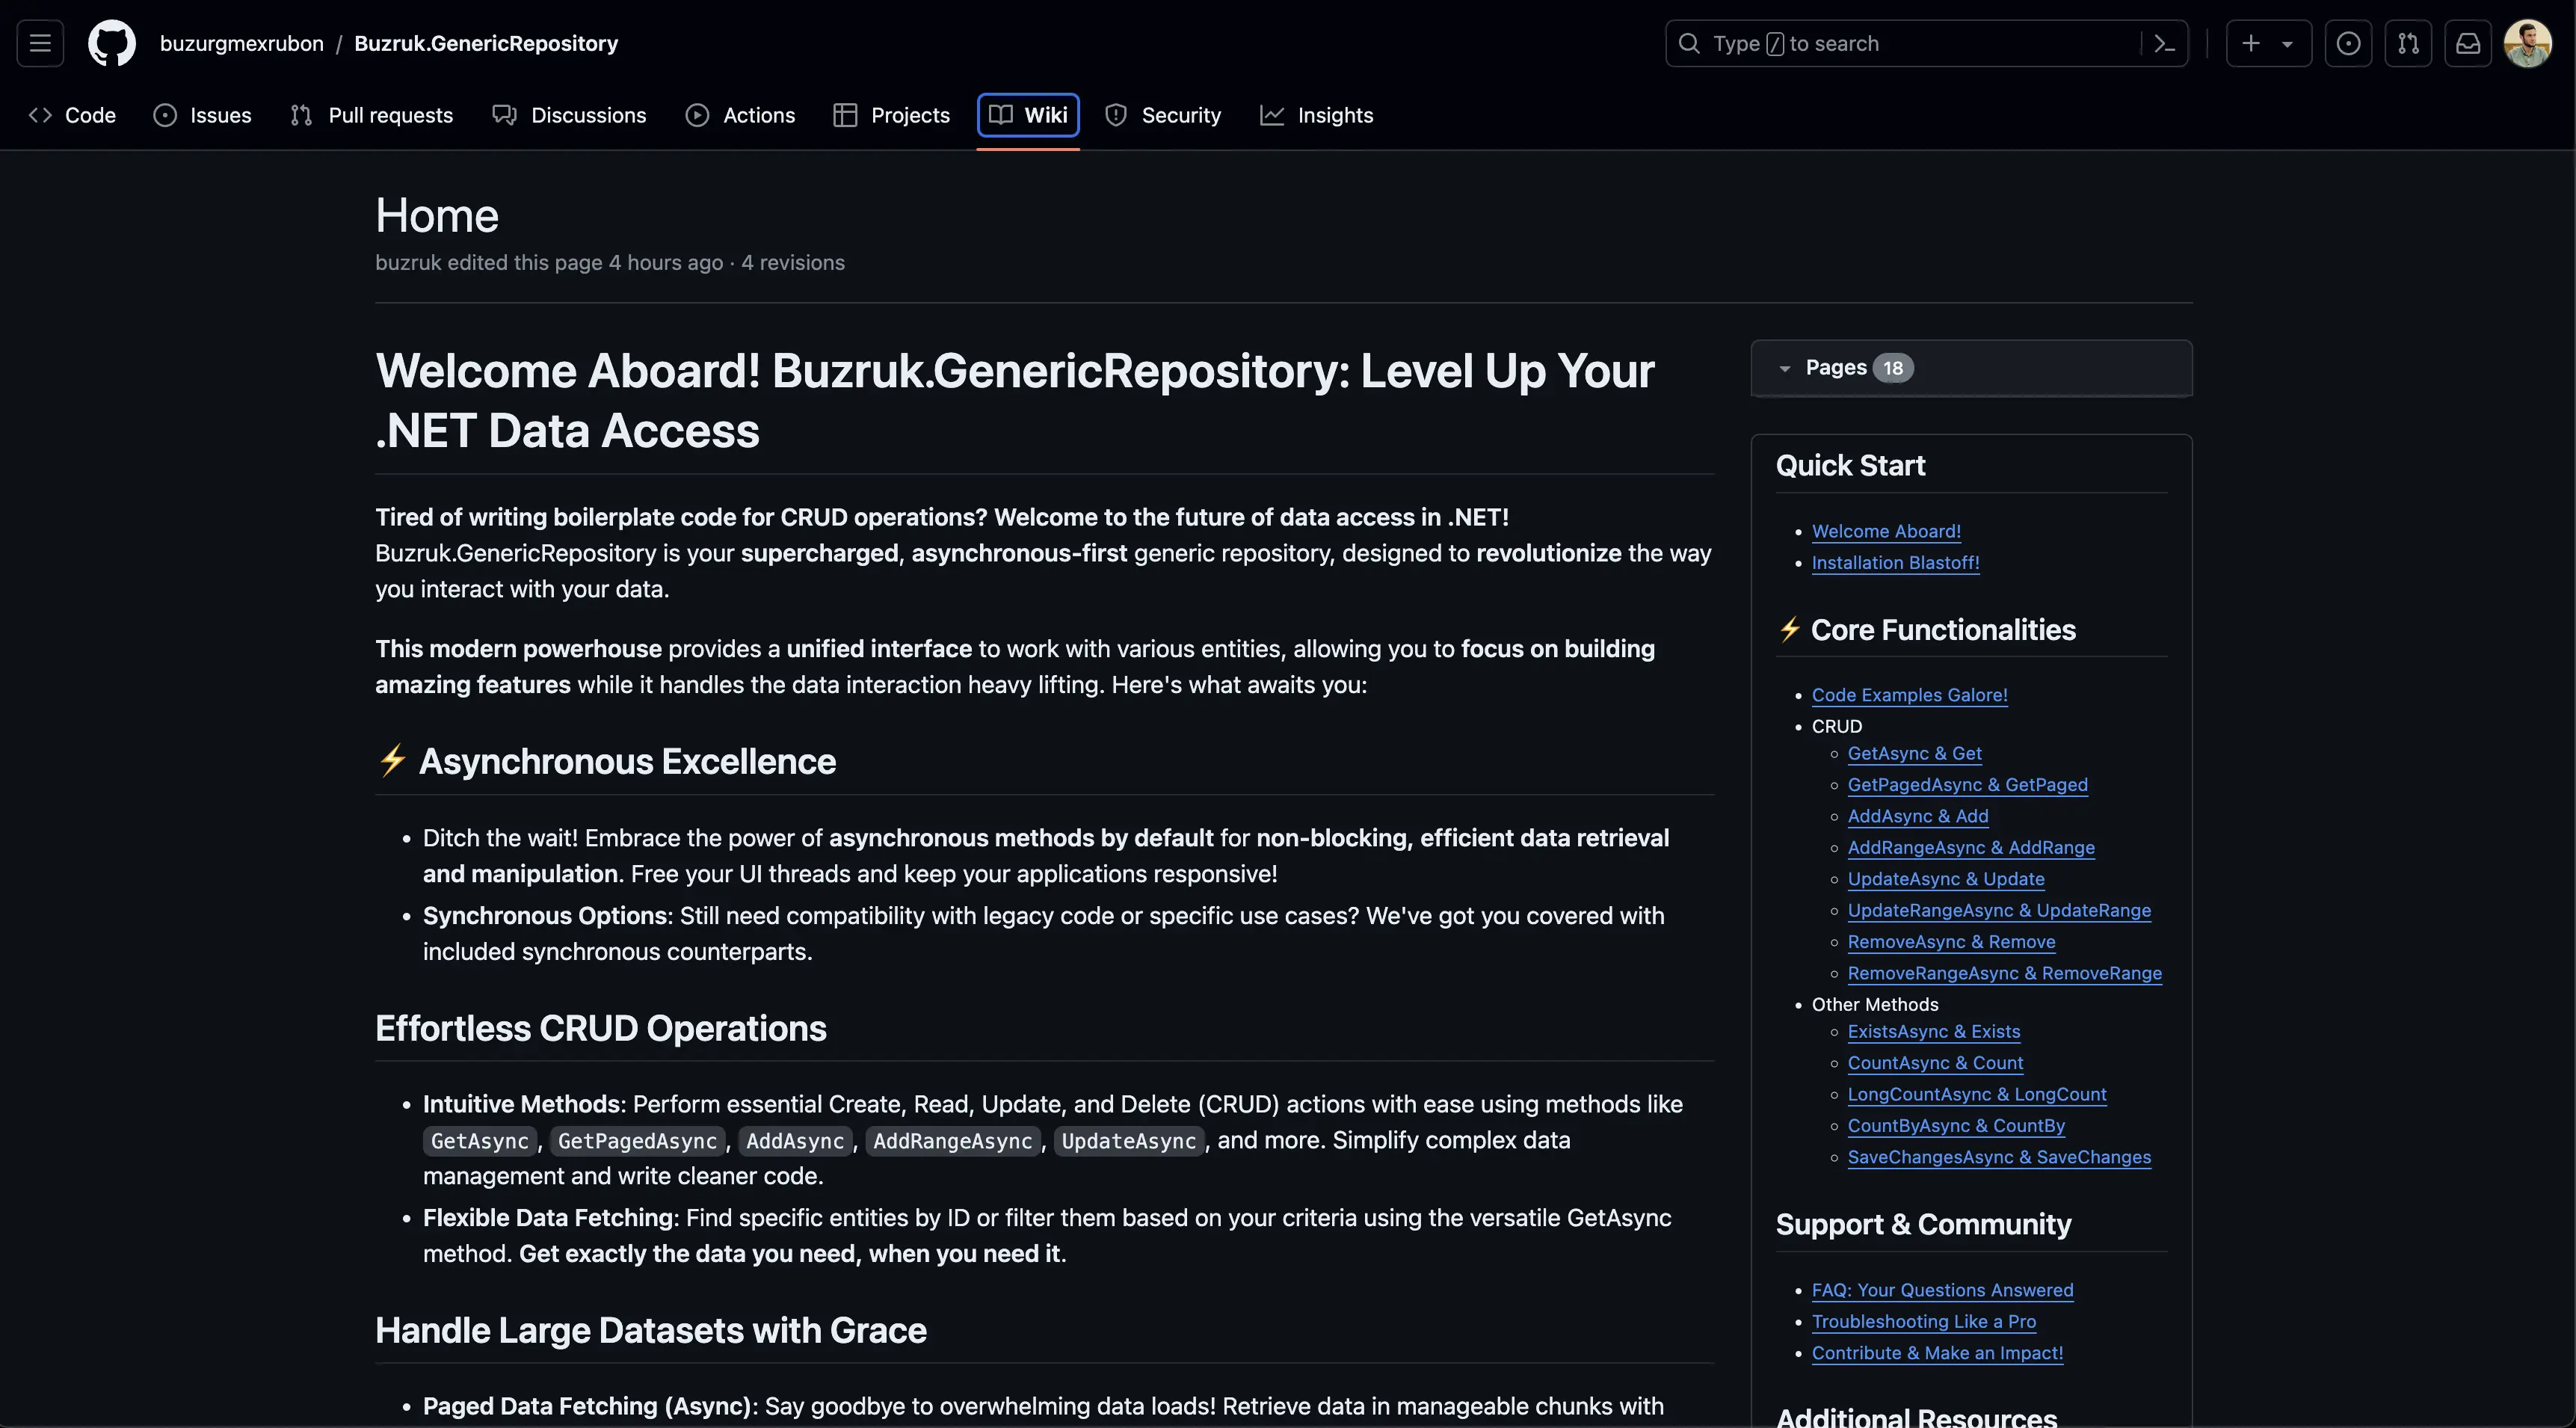 buzurgmexrubon / Buzruk.GenericRepository
Type / to search
Code
Issues
Pull requests
Discussions
Actions
Projects
Wiki
Security
Insights
Home
buzruk edited this page 4 hours ago · 4 revisions
Welcome Aboard! Buzruk.GenericRepository: Level Up Your
.NET Data Access
Tired of writing boilerplate code for CRUD operations? Welcome to the future of data access in .NET!
Buzruk.GenericRepository is your supercharged, asynchronous-first generic repository, designed to revolutionize the way
you interact with your data.
This modern powerhouse provides a unified interface to work with various entities, allowing you to focus on building
amazing features while it handles the data interaction heavy lifting. Here's what awaits you:
⚡ Asynchronous Excellence
• Ditch the wait! Embrace the power of asynchronous methods by default for non-blocking, efficient data retrieval
and manipulation. Free your UI threads and keep your applications responsive!
• Synchronous Options: Still need compatibility with legacy code or specific use cases? We've got you covered with
included synchronous counterparts.
Effortless CRUD Operations
• Intuitive Methods: Perform essential Create, Read, Update, and Delete (CRUD) actions with ease using methods like
GetAsync, GetPagedAsync, AddAsync, AddRangeAsync, UpdateAsync, and more. Simplify complex data
management and write cleaner code.
• Flexible Data Fetching: Find specific entities by ID or filter them based on your criteria using the versatile GetAsync
method. Get exactly the data you need, when you need it.
Handle Large Datasets with Grace
• Paged Data Fetching (Async): Say goodbye to overwhelming data loads! Retrieve data in manageable chunks with
Pages 18
Quick Start
• Welcome Aboard!
• Installation Blastoff!
⚡ Core Functionalities
• Code Examples Galore!
• CRUD
○ GetAsync & Get
○ GetPagedAsync & GetPaged
○ AddAsync & Add
○ AddRangeAsync & AddRange
○ UpdateAsync & Update
○ UpdateRangeAsync & UpdateRange
○ RemoveAsync & Remove
○ RemoveRangeAsync & RemoveRange
• Other Methods
○ ExistsAsync & Exists
○ CountAsync & Count
○ LongCountAsync & LongCount
○ CountByAsync & CountBy
○ SaveChangesAsync & SaveChanges
Support & Community
• FAQ: Your Questions Answered
• Troubleshooting Like a Pro
• Contribute & Make an Impact!
Additional Resources